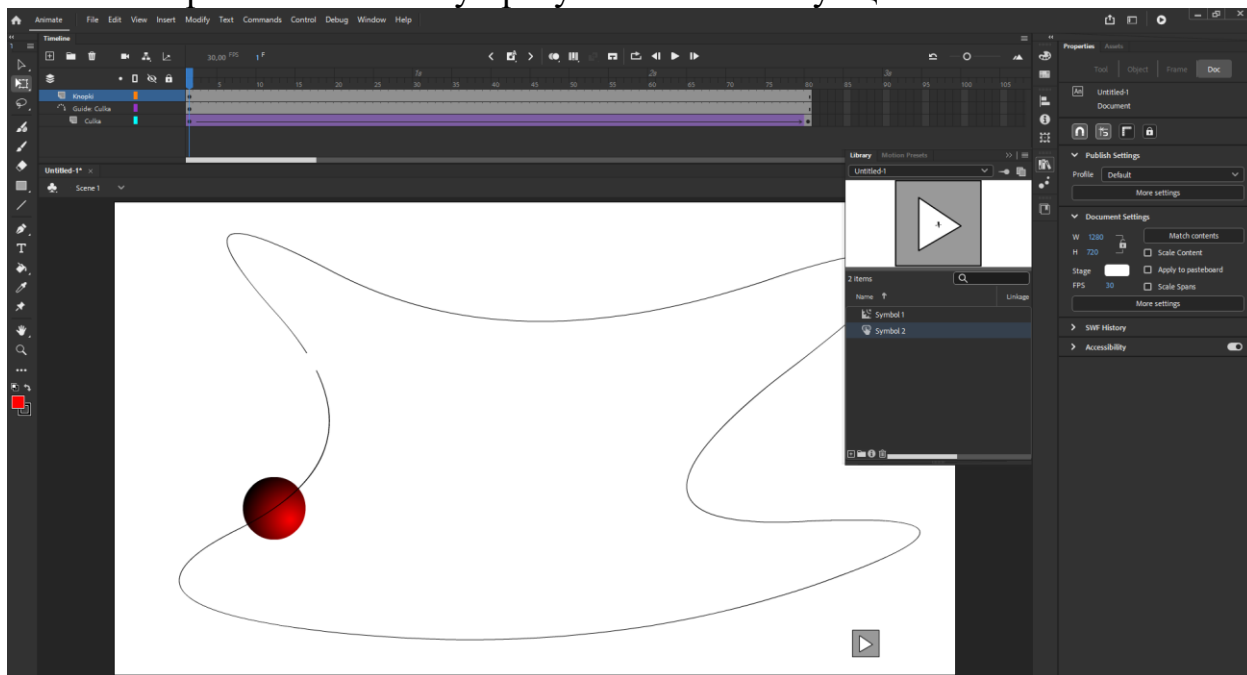 Animate File Edit View Insert Modify Text Commands Control Debug Window Help
Timeline
30,00 FPS 1 F
1s 2s 3s
5 10 15 20 25 30 35 40 45 50 55 60 65 70 75 80 85 90 95 100 105
Knopki
Guide: Culka
Culka
Untitled-1* ×
Scene 1
Library Motion Presets
Untitled-1
2 items
Name Linkage
Symbol 1
Symbol 2
Properties Assets
Tool Object Frame Doc
An Untitled-1
Document
Publish Settings
Profile Default
More settings
Document Settings
W 1280 Match contents
H 720 Scale Content
Stage Apply to pasteboard
FPS 30 Scale Spans
More settings
SWF History
Accessibility